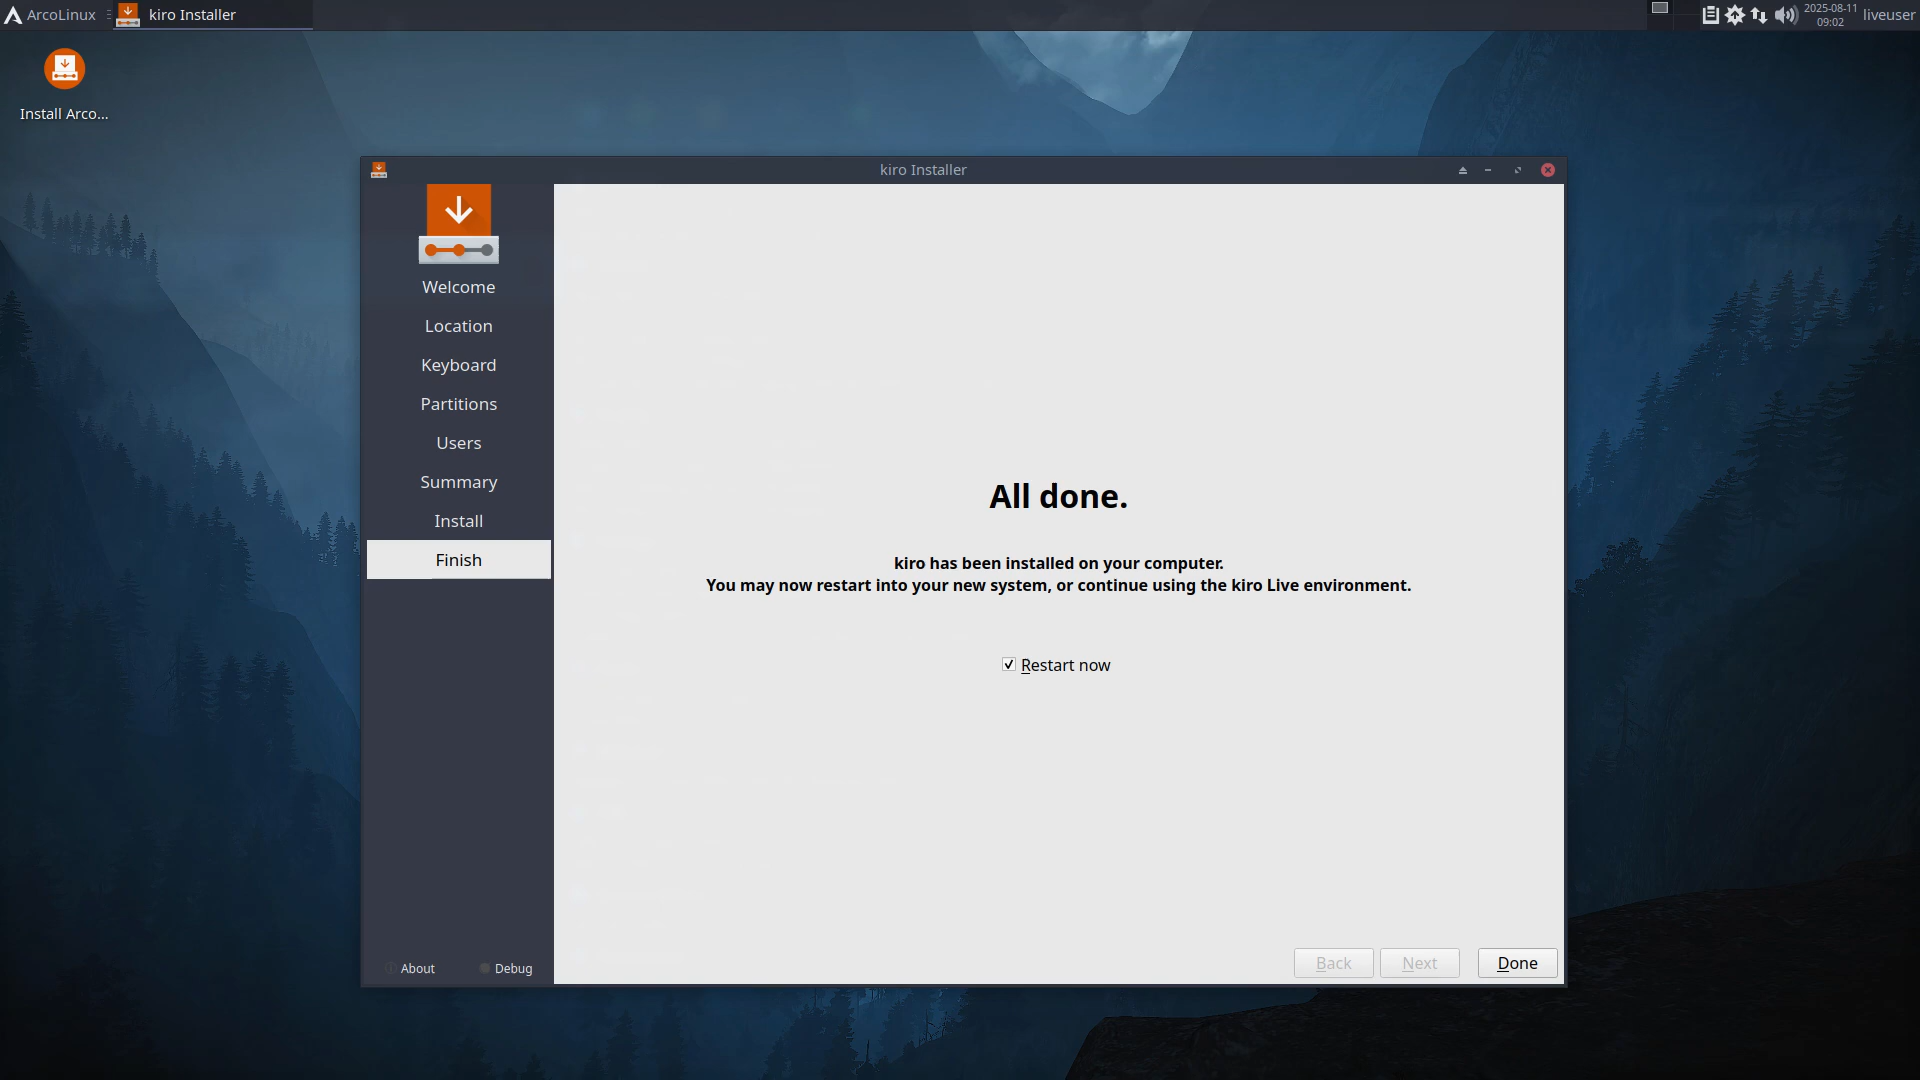 ArcoLinux
kiro Installer
2025-08-11
09:02
liveuser
Install Arco...
kiro Installer
Welcome
Location
Keyboard
Partitions
Users
Summary
Install
Finish
All done.
kiro has been installed on your computer.
You may now restart into your new system, or continue using the kiro Live environment.
Restart now
About
Debug
Back
Next
Done